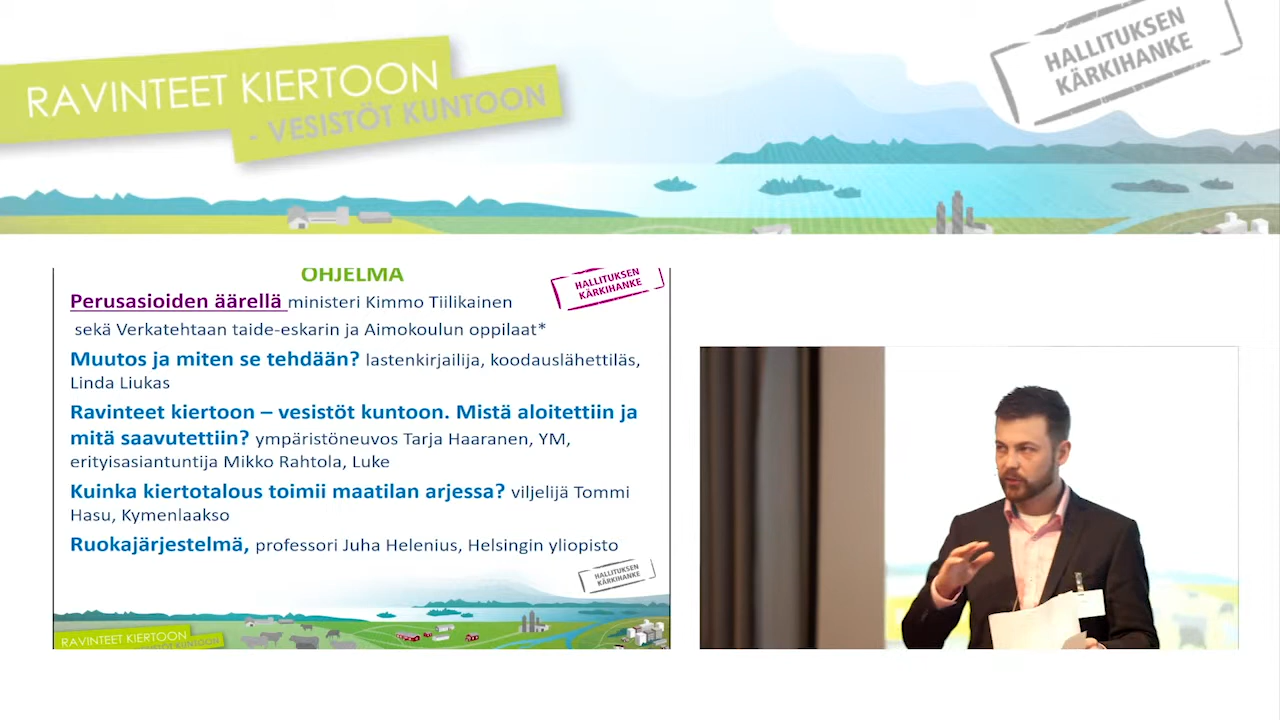 RAVINTEET KIERTOON
- VESISTÖT KUNTOON
HALLITUKSEN
KÄRKIHANKE
OHJELMA
HALLITUKSEN
KÄRKIHANKE
Perusasioiden äärellä ministeri Kimmo Tiilikainen
sekä Verkatehtaan taide-eskarin ja Aimokoulun oppilaat*
Muutos ja miten se tehdään? lastenkirjailija, koodauslähettiläs,
Linda Liukas
Ravinteet kiertoon – vesistöt kuntoon. Mistä aloitettiin ja
mitä saavutettiin? ympäristöneuvos Tarja Haaranen, YM,
erityisasiantuntija Mikko Rahtola, Luke
Kuinka kiertotalous toimii maatilan arjessa? viljelijä Tommi
Hasu, Kymenlaakso
Ruokajärjestelmä, professori Juha Helenius, Helsingin yliopisto
HALLITUKSEN
KÄRKIHANKE
RAVINTEET KIERTOON
VESISTÖT KUNTOON